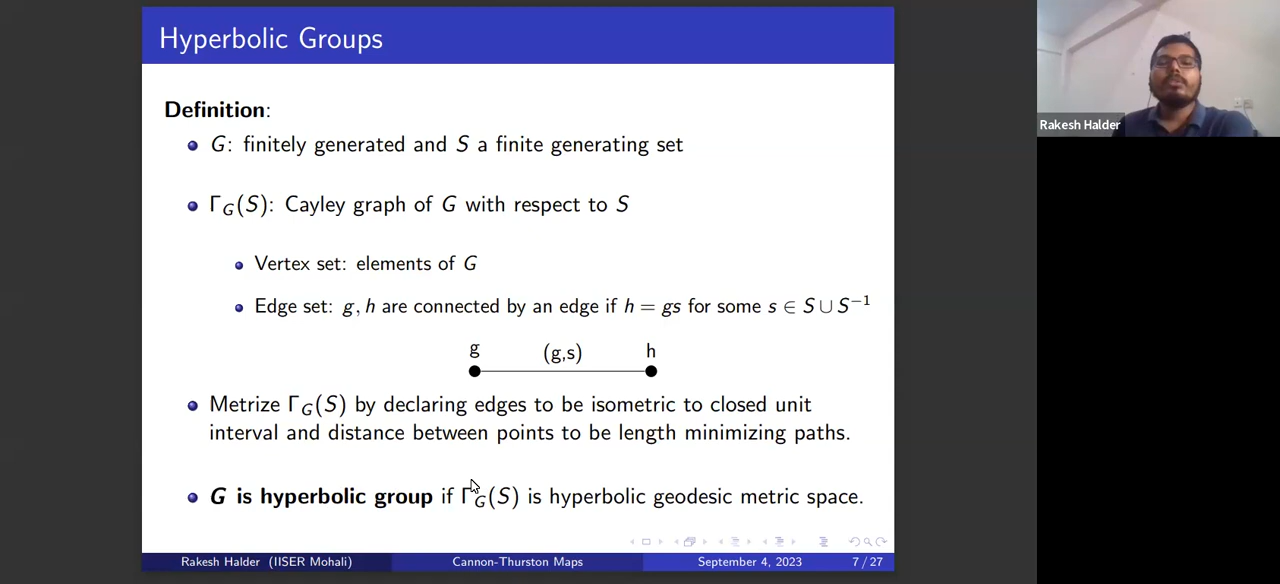 Hyperbolic Groups
Definition:
G: finitely generated and S a finite generating set
Γ_G(S): Cayley graph of G with respect to S
Vertex set: elements of G
Edge set: g, h are connected by an edge if h = gs for some s ∈ S ∪ S⁻¹
g (g,s) h
Metrize Γ_G(S) by declaring edges to be isometric to closed unit
interval and distance between points to be length minimizing paths.
G is hyperbolic group if Γ_G(S) is hyperbolic geodesic metric space.
Rakesh Halder (IISER Mohali) Cannon-Thurston Maps September 4, 2023 7 / 27
Rakesh Halder